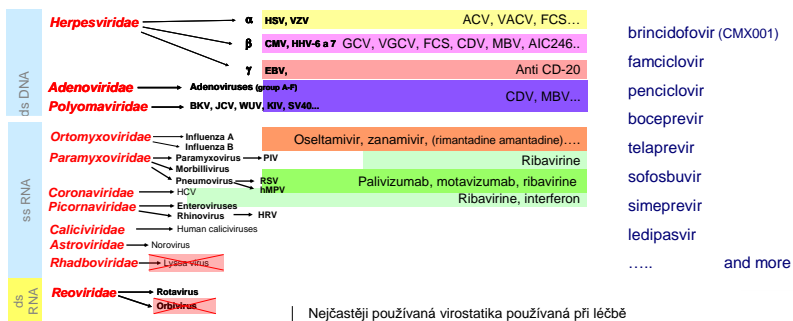 ds DNA
Herpesviridae α HSV, VZV ACV, VACV, FCS…
β CMV, HHV-6 a 7 GCV, VGCV, FCS, CDV, MBV, AIC246..
γ EBV, Anti CD-20
Adenoviridae Adenoviruses (group A-F)
CDV, MBV...
Polyomaviridae BKV, JCV, WUV, KIV, SV40...
ss RNA
Ortomyxoviridae Influenza A
Influenza B
Oseltamivir, zanamivir, (rimantadine amantadine)….
Paramyxoviridae Paramyxovirus PIV Ribavirine
Morbillivirus
Pneumovirus RSV
hMPV
Palivizumab, motavizumab, ribavirine
Coronaviridae HCV
Ribavirine, interferon
Picornaviridae Enteroviruses
Rhinovirus HRV
Caliciviridae Human caliciviruses
Astroviridae Norovirus
Rhadboviridae Lyssa virus
ds RNA
Reoviridae Rotavirus
Orbivirus
brincidofovir (CMX001)
famciclovir
penciclovir
boceprevir
telaprevir
sofosbuvir
simeprevir
ledipasvir
….. and more
Nejčastěji používaná virostatika používaná při léčbě